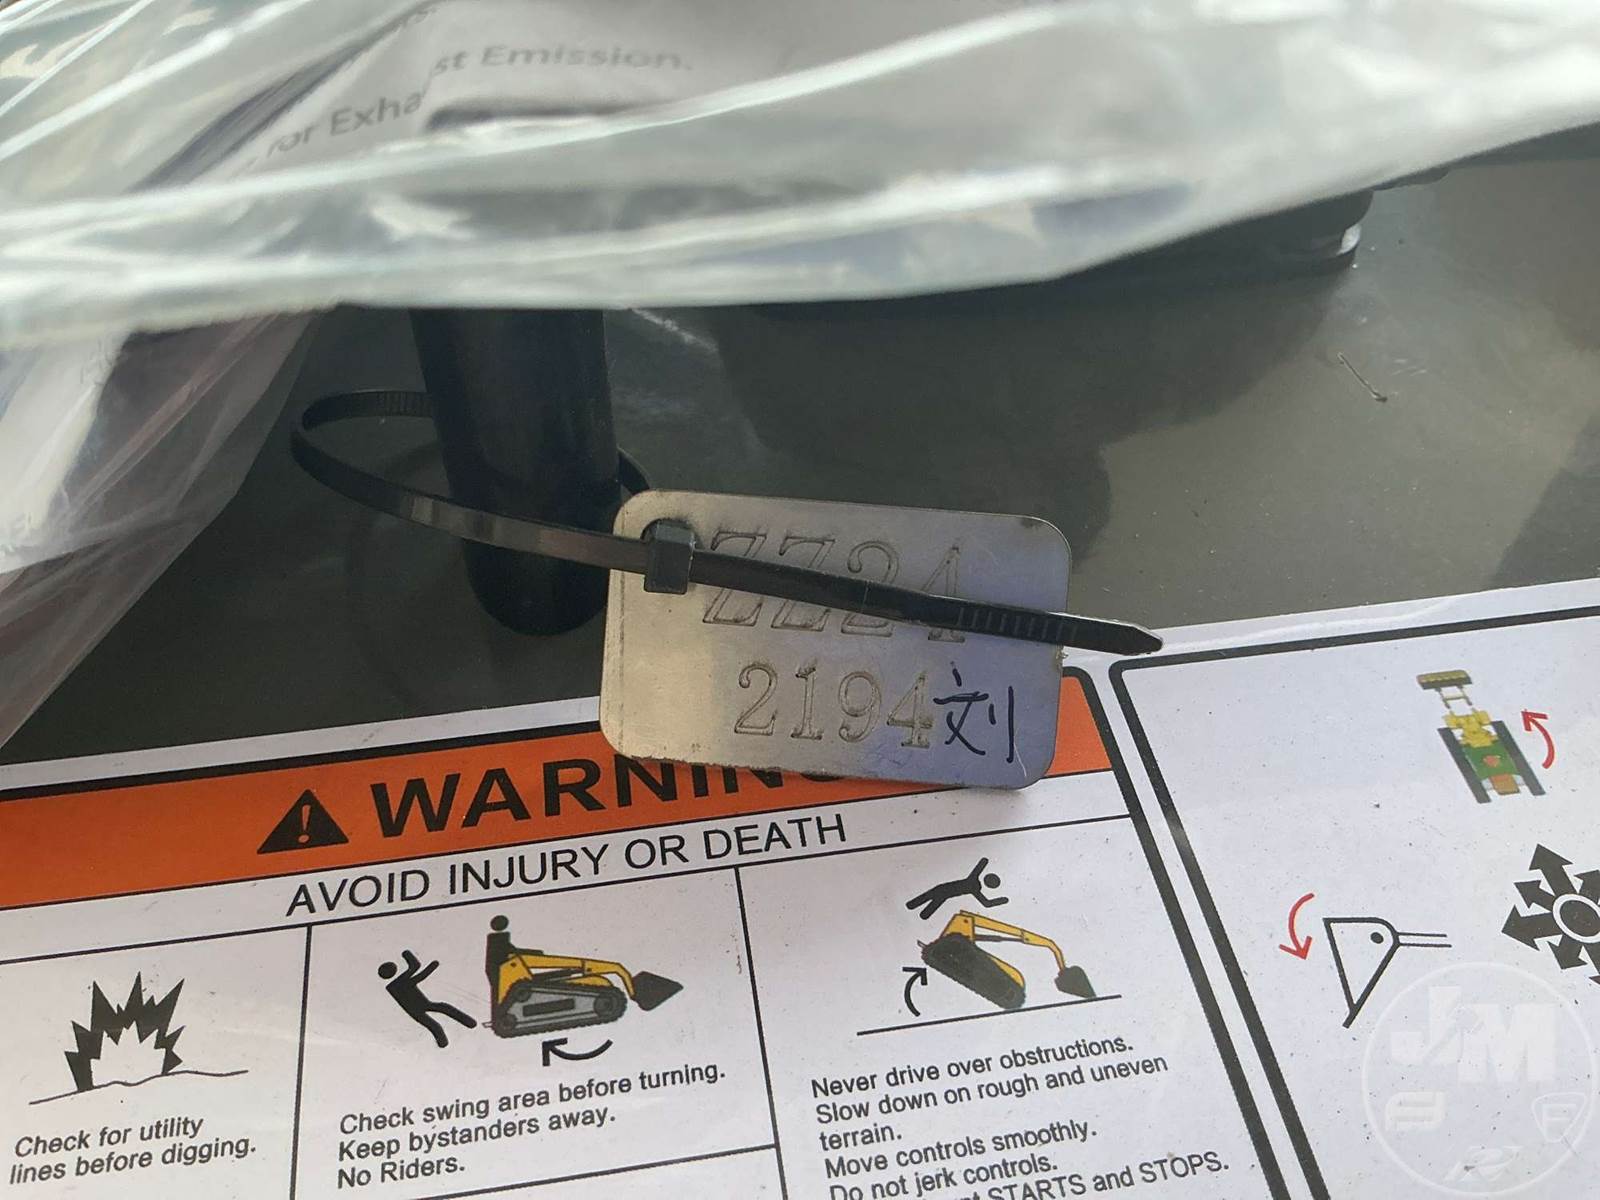 st Emission.
or Exha
ZZ24
2194刘
WARNIN
AVOID INJURY OR DEATH
Check for utility
lines before digging.
Check swing area before turning.
Keep bystanders away.
No Riders.
Never drive over obstructions.
Slow down on rough and uneven
terrain.
Move controls smoothly.
Do not jerk controls.
STARTS and STOPS.
JM